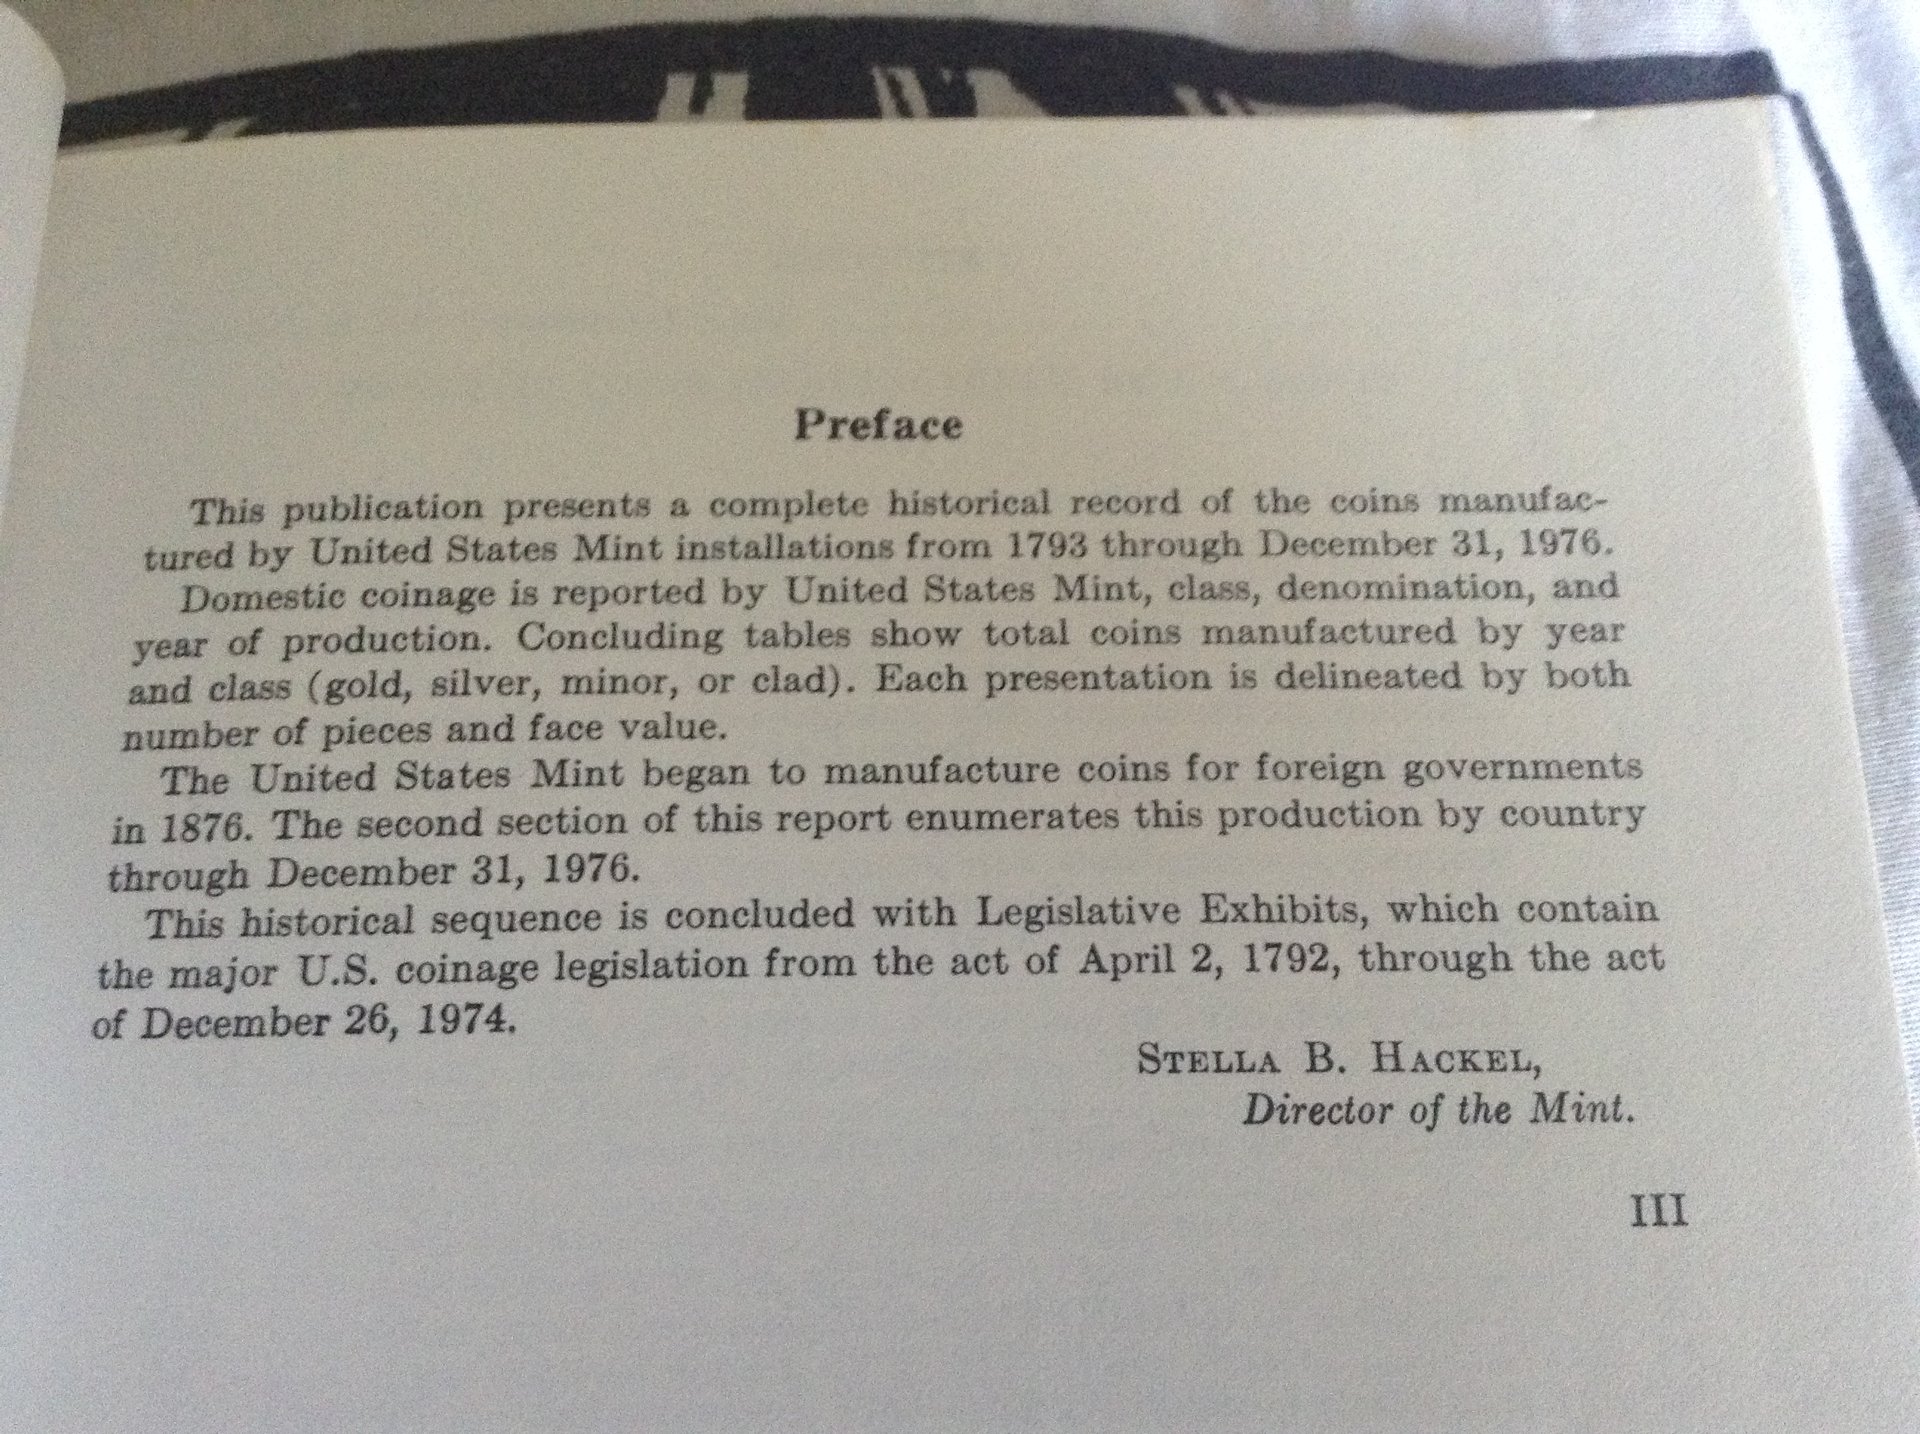 Preface
This publication presents a complete historical record of the coins manufac-
tured by United States Mint installations from 1793 through December 31, 1976.
Domestic coinage is reported by United States Mint, class, denomination, and
year of production. Concluding tables show total coins manufactured by year
and class (gold, silver, minor, or clad). Each presentation is delineated by both
number of pieces and face value.
The United States Mint began to manufacture coins for foreign governments
in 1876. The second section of this report enumerates this production by country
through December 31, 1976.
This historical sequence is concluded with Legislative Exhibits, which contain
the major U.S. coinage legislation from the act of April 2, 1792, through the act
of December 26, 1974.
STELLA B. HACKEL,
Director of the Mint.
III